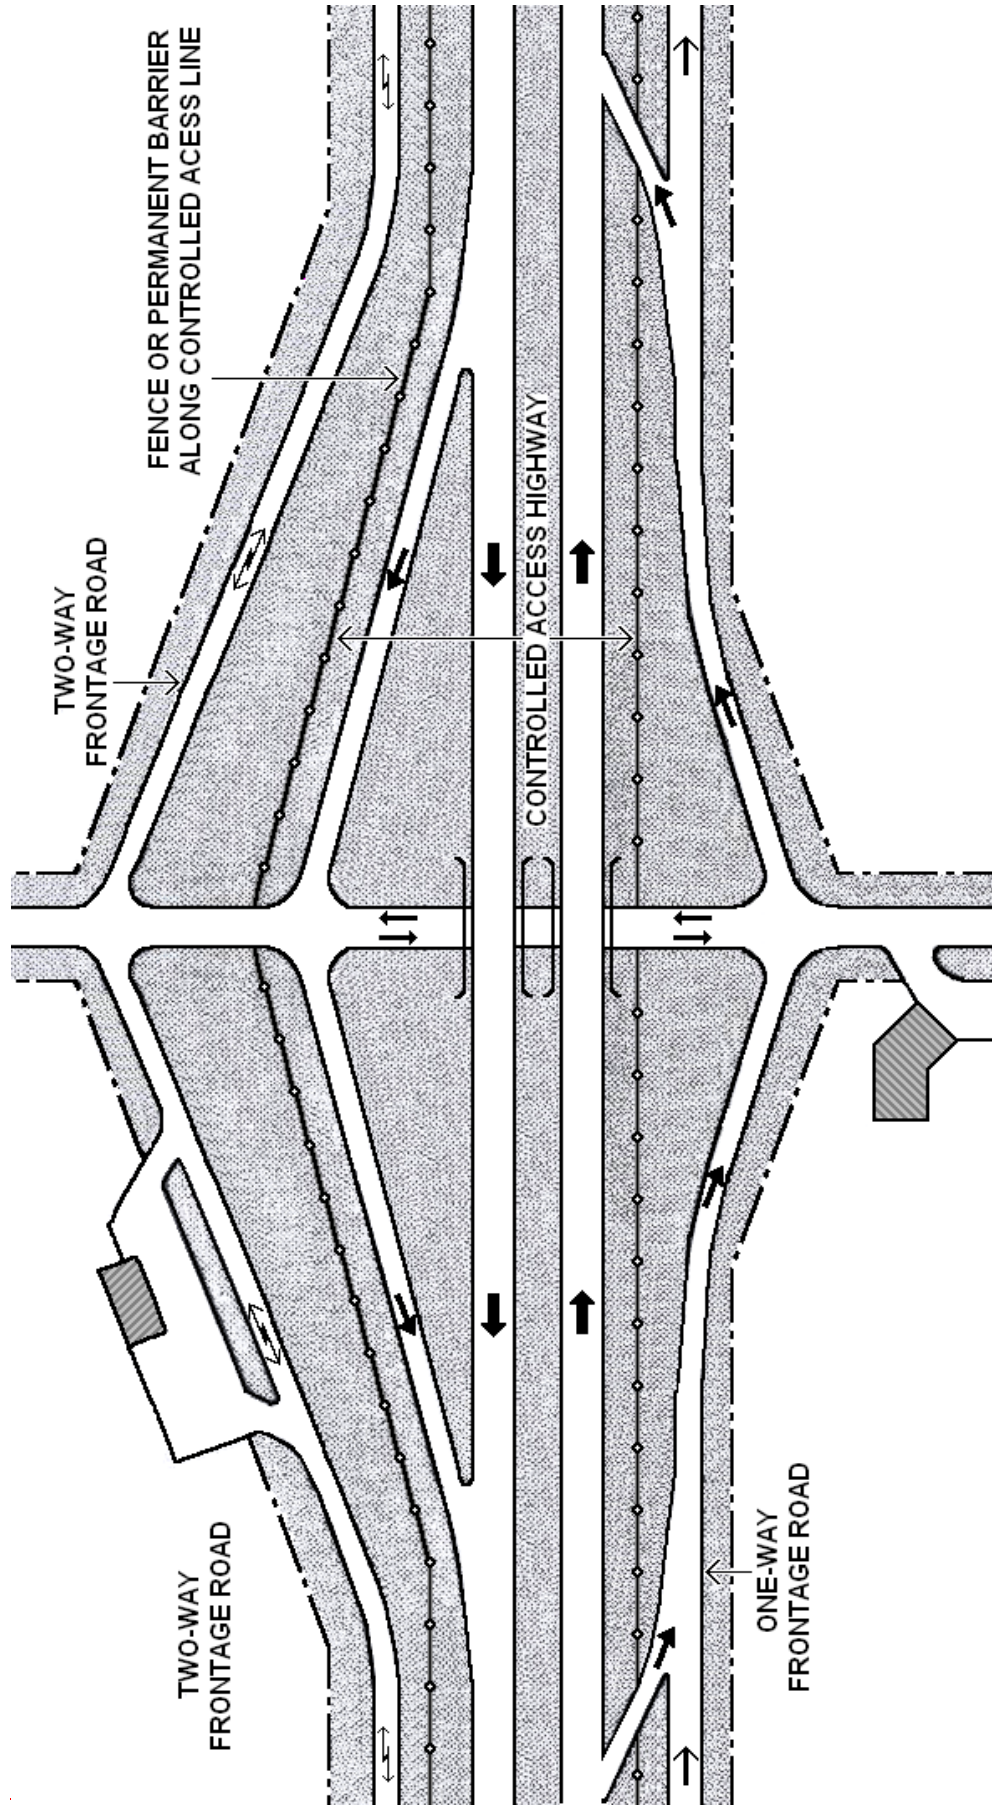 FENCE OR PERMANENT BARRIER
ALONG CONTROLLED ACESS LINE
TWO-WAY
FRONTAGE ROAD
CONTROLLED ACCESS HIGHWAY
TWO-WAY
FRONTAGE ROAD
ONE-WAY
FRONTAGE ROAD